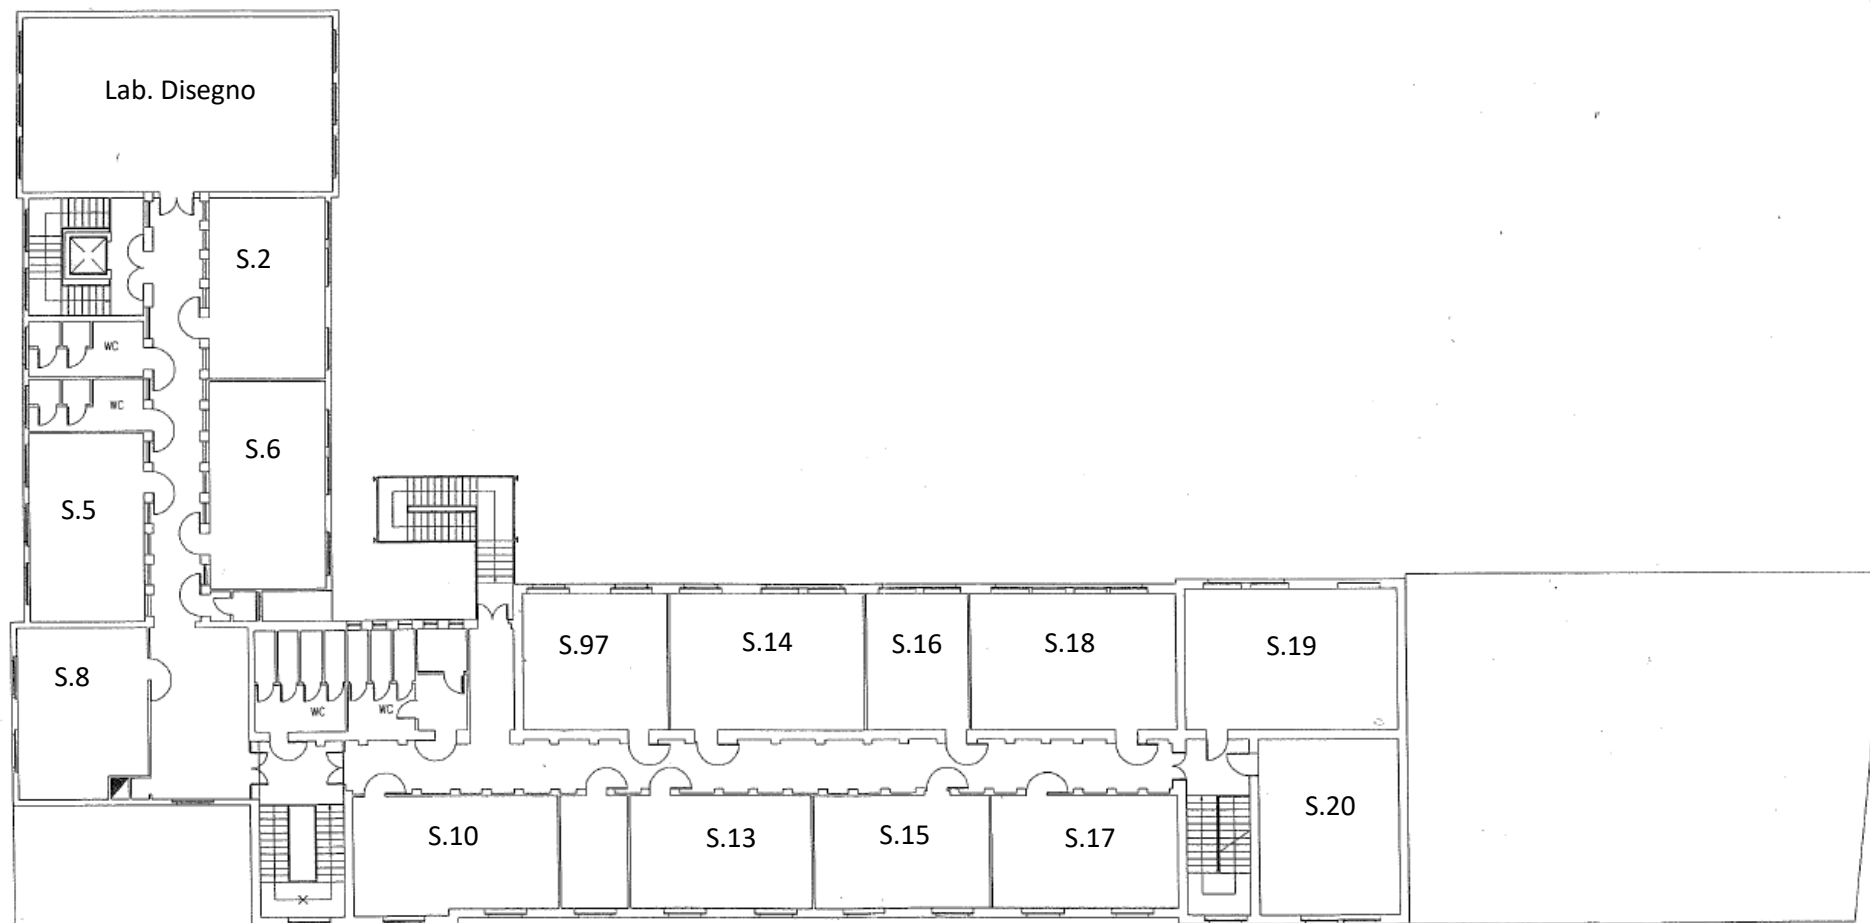 Lab. Disegno
S.2
WC
WC
S.6
S.5
S.97
S.14
S.16
S.18
S.19
S.8
WC
WC
S.10
S.13
S.15
S.17
S.20